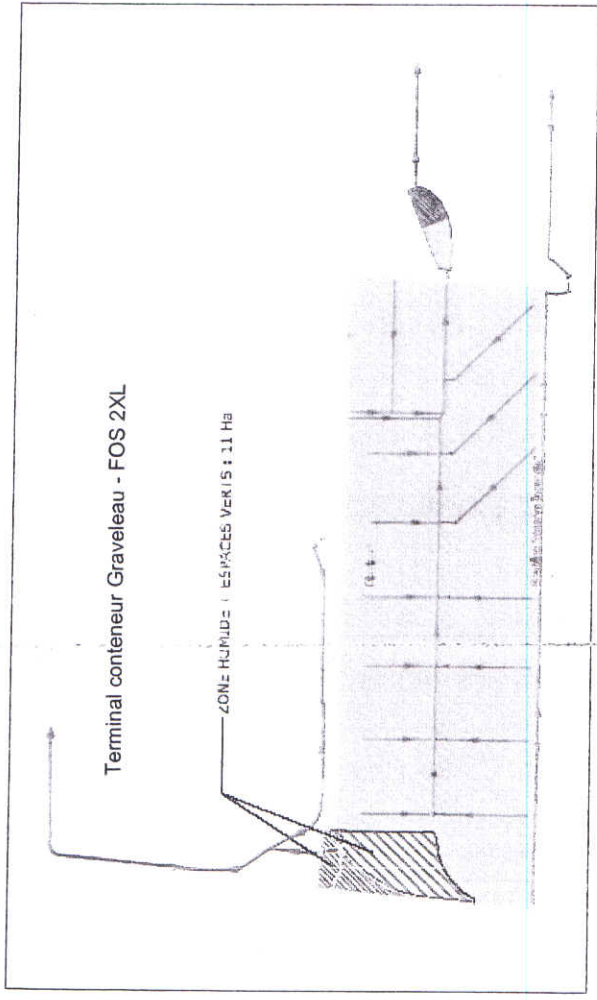 Terminal conteneur Graveleau - FOS 2XL
ZONE HUMIDE / ESPACES VERTS : 11 Ha